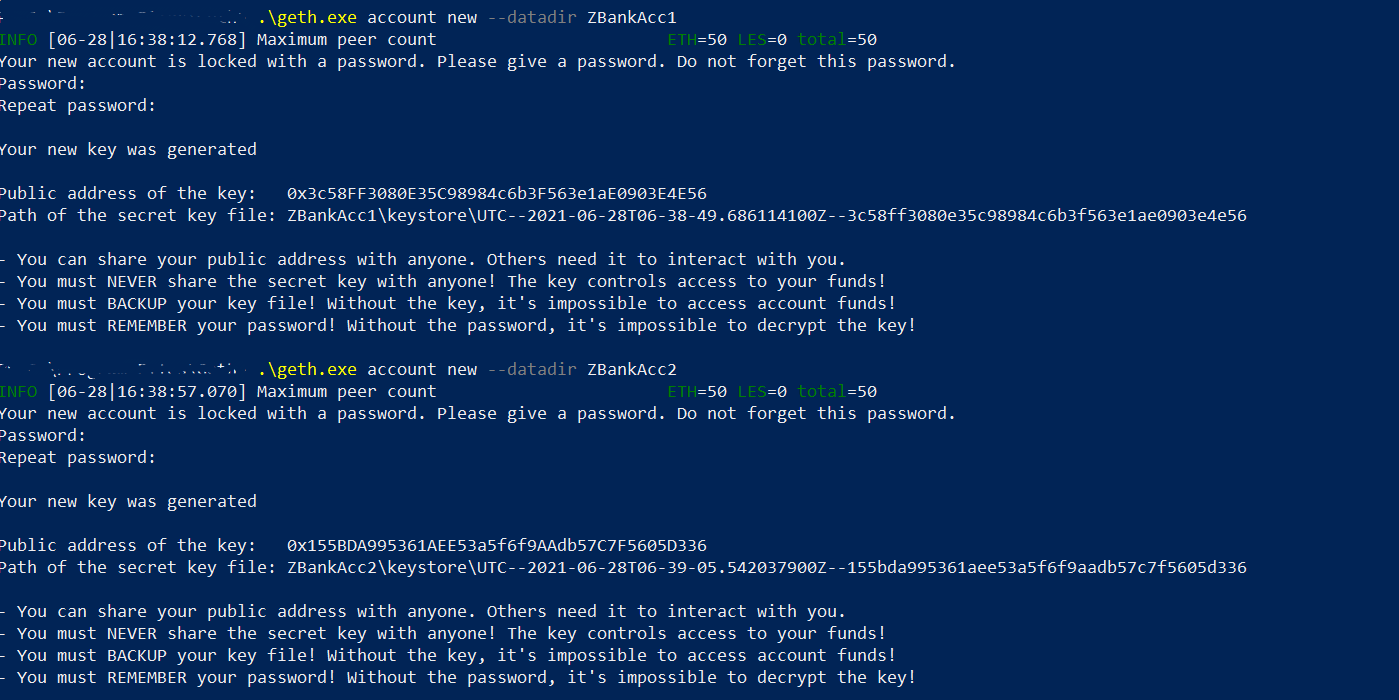 .\geth.exe account new --datadir ZBankAcc1
INFO [06-28|16:38:12.768] Maximum peer count ETH=50 LES=0 total=50
Your new account is locked with a password. Please give a password. Do not forget this password.
Password:
Repeat password:
Your new key was generated
Public address of the key: 0x3c58FF3080E35C98984c6b3F563e1aE0903E4E56
Path of the secret key file: ZBankAcc1\keystore\UTC--2021-06-28T06-38-49.686114100Z--3c58ff3080e35c98984c6b3f563e1ae0903e4e56
- You can share your public address with anyone. Others need it to interact with you.
- You must NEVER share the secret key with anyone! The key controls access to your funds!
- You must BACKUP your key file! Without the key, it's impossible to access account funds!
- You must REMEMBER your password! Without the password, it's impossible to decrypt the key!
.\geth.exe account new --datadir ZBankAcc2
INFO [06-28|16:38:57.070] Maximum peer count ETH=50 LES=0 total=50
Your new account is locked with a password. Please give a password. Do not forget this password.
Password:
Repeat password:
Your new key was generated
Public address of the key: 0x155BDA995361AEE53a5f6f9AAdb57C7F5605D336
Path of the secret key file: ZBankAcc2\keystore\UTC--2021-06-28T06-39-05.542037900Z--155bda995361aee53a5f6f9aadb57c7f5605d336
- You can share your public address with anyone. Others need it to interact with you.
- You must NEVER share the secret key with anyone! The key controls access to your funds!
- You must BACKUP your key file! Without the key, it's impossible to access account funds!
- You must REMEMBER your password! Without the password, it's impossible to decrypt the key!